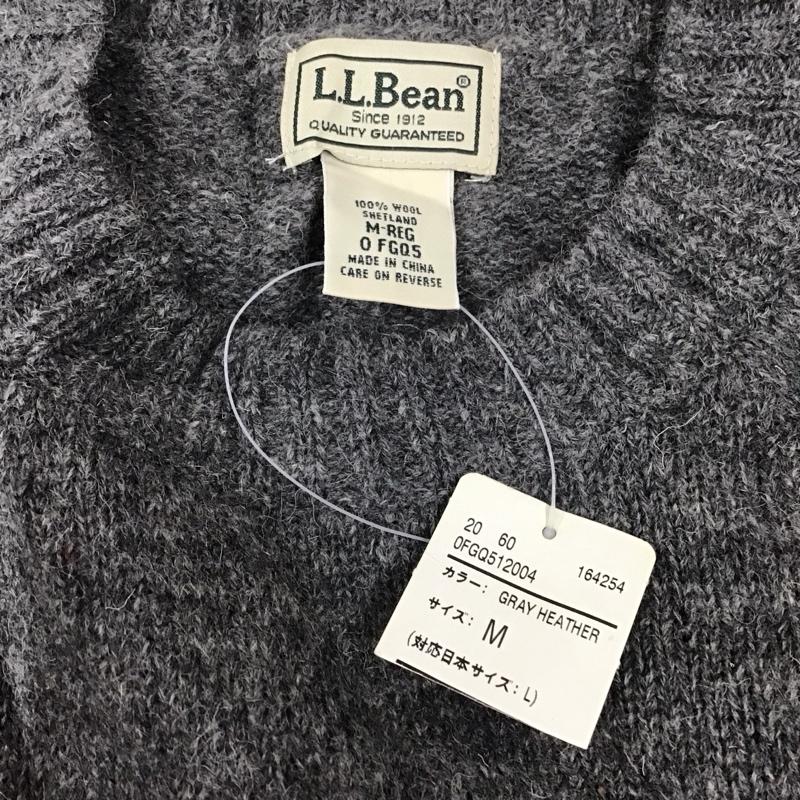 L.L.Bean®
Since 1912
QUALITY GUARANTEED
100% WOOL
SHETLAND
M-REG
0 FGQ5
MADE IN CHINA
CARE ON REVERSE
20 60
0FGQ512004 164254
カラー: GRAY HEATHER
サイズ: M
(対応日本サイズ: L)